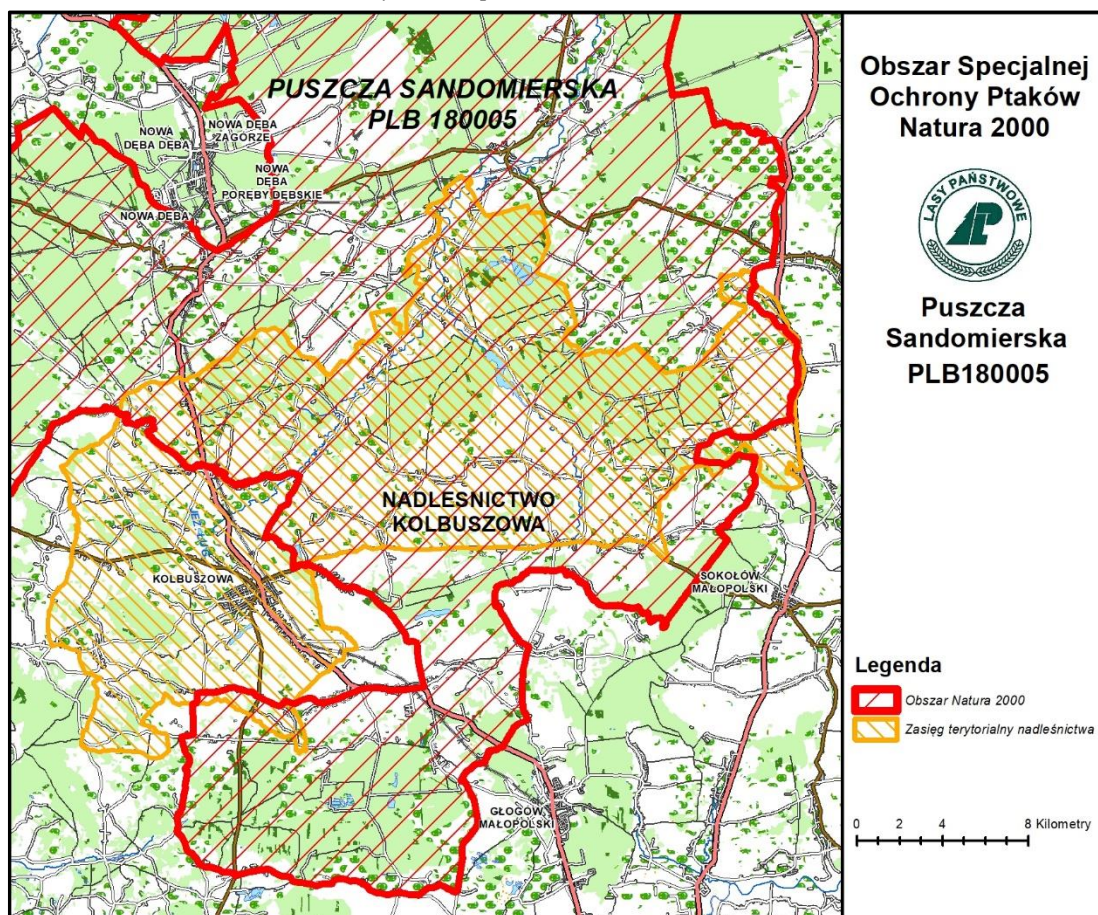 PUSZCZA SANDOMIERSKA
PLB 180005
NOWA
DĘBA DĘBA
NOWA DĘBA
ZAGÓRZE
NOWA
DĘBA
PORĘBY DĘBSKIE
NOWA DĘBA
NADLEŚNICTWO
KOLBUSZOWA
KOLBUSZOWA
SOKOŁÓW
MAŁOPOLSKI
GŁOGÓW
MAŁOPOLSKI
Obszar Specjalnej
Ochrony Ptaków
Natura 2000
LASY PAŃSTWOWE
Puszcza
Sandomierska
PLB180005
Legenda
Obszar Natura 2000
Zasięg terytorialny nadleśnictwa
0 2 4 8 Kilometry